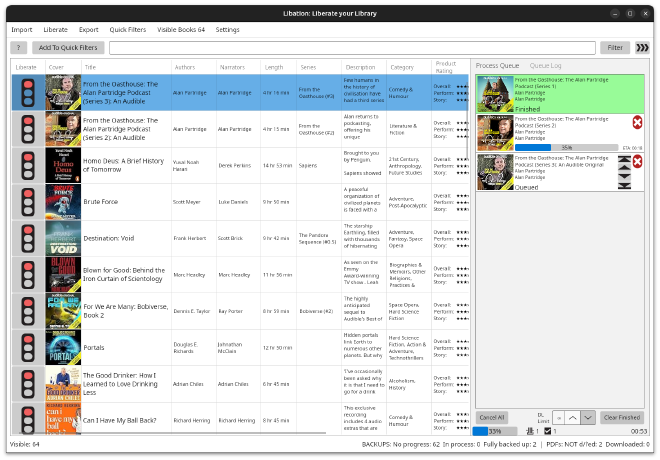 Libation: Liberate your Library
Import Liberate Export Quick Filters Visible Books 64 Settings
? Add To Quick Filters Filter
Liberate Cover Title Authors Narrators Length Series Description Category Product Rating
From the Oasthouse: The Alan Partridge Podcast (Series 3): An Audible
Alan Partridge Alan Partridge 4 hr 16 min
From the Oasthouse (#3)
Few humans in the history of civilisation have had a third series
Comedy & Humour
Overall: ★★★
Perform: ★★★
Story: ★★★
From the Oasthouse: The Alan Partridge Podcast (Series 2): An Audible
Alan Partridge Alan Partridge 4 hr 15 min
From the Oasthouse (#2)
Alan returns to podcasting, offering his unique
Literature & Fiction
Overall: ★★★
Perform: ★★★
Story: ★★★
Homo Deus: A Brief History of Tomorrow
Yuval Noah Harari
Derek Perkins 14 hr 53 min Sapiens
Brought to you by Penguin. Sapiens showed
21st Century, Anthropology, Future Studies
Overall: ★★★
Perform: ★★★
Story: ★★★
Brute Force
Scott Meyer Luke Daniels 9 hr 50 min
A peaceful organization of civilized planets is faced with a
Adventure, Post-Apocalyptic
Overall: ★★★
Perform: ★★★
Story: ★★★
Destination: Void
Frank Herbert Scott Brick 9 hr 42 min
The Pandora Sequence (#0.5)
The starship Earthling, filled with thousands of hibernating
Adventure, Fantasy, Space Opera
Overall: ★★★
Perform: ★★★
Story: ★★★
Blown for Good: Behind the Iron Curtain of Scientology
Marc Headley Marc Headley 11 hr 56 min
As seen on the Emmy Award-winning TV show . Leah
Biographies & Memoirs, Other Religions, Practices &
Overall: ★★★
Perform: ★★★
Story: ★★★
For We Are Many: Bobiverse, Book 2
Dennis E. Taylor Ray Porter 8 hr 59 min Bobiverse (#2)
The highly anticipated sequel to Audible's Best of
Space Opera, Hard Science Fiction
Overall: ★★★
Perform: ★★★
Story: ★★★
Portals
Douglas E. Richards
Johnathan McClain
12 hr 50 min
Hidden portals link Earth to numerous other planets. But why
Hard Science Fiction, Action & Adventure, Technothrillers
Overall: ★★★
Perform: ★★★
Story: ★★★
The Good Drinker: How I Learned to Love Drinking Less
Adrian Chiles Adrian Chiles 6 hr 45 min
'I've occasionally been asked why it is that I need to go for a drink
Alcoholism, History
Overall: ★★★
Perform: ★★★
Story: ★★★
Can I Have My Ball Back?
Richard Herring Richard Herring 8 hr 45 min
This exclusive recording includes 4 audio extras that are
Comedy & Humour
Overall: ★★★
Perform: ★★★
Story: ★★★
Process Queue Queue Log
From the Oasthouse: The Alan Partridge
Podcast (Series 1)
Alan Partridge
Alan Partridge
Finished
From the Oasthouse: The Alan Partridge
Podcast (Series 2)
Alan Partridge
Alan Partridge
35% ETA: 00:18
From the Oasthouse: The Alan Partridge
Podcast (Series 3): An Audible Original
Alan Partridge
Alan Partridge
Queued
Cancel All DL Limit ∞ Clear Finished
33% 1 1 00:53
Visible: 64 BACKUPS: No progress: 62 In process: 0 Fully backed up: 2 | PDFs: NOT d/led: 2 Downloaded: 0